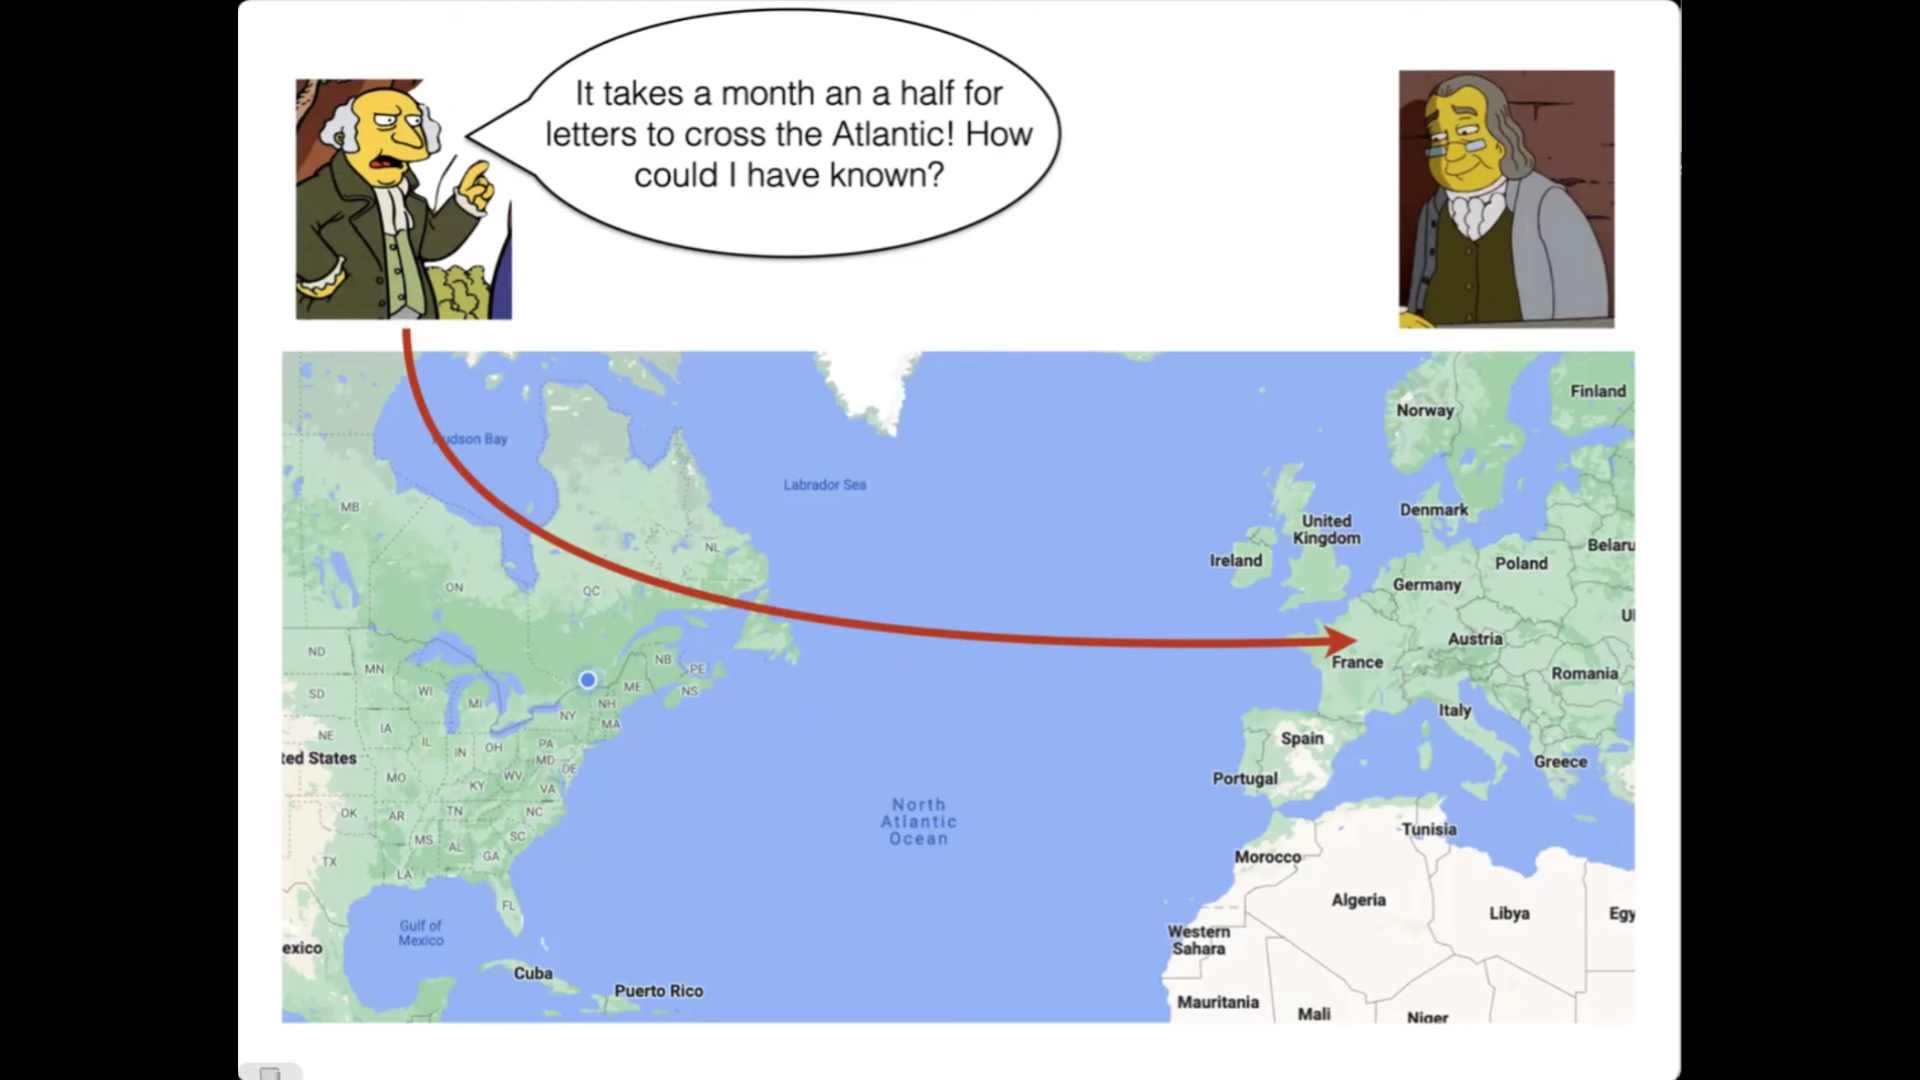 It takes a month an a half for
letters to cross the Atlantic! How
could I have known?
Finland
Norway
Hudson Bay
Labrador Sea
MB
Denmark
United
Kingdom
Belaru
NL
Ireland
Poland
Germany
ON
QC
U
Austria
ND
NB
MN
PE
France
Romania
SD
WI
ME
NS
MI
NH
NY
Italy
MA
IA
NE
IL
IN
OH
PA
Spain
ted States
MD
DE
Greece
MO
WV
Portugal
KY
VA
North
Atlantic
Ocean
OK
AR
TN
NC
Tunisia
MS
AL
SC
GA
Morocco
TX
LA
Algeria
FL
Libya
Egy
Gulf of
Mexico
Western
Sahara
exico
Cuba
Puerto Rico
Mauritania
Mali
Niger